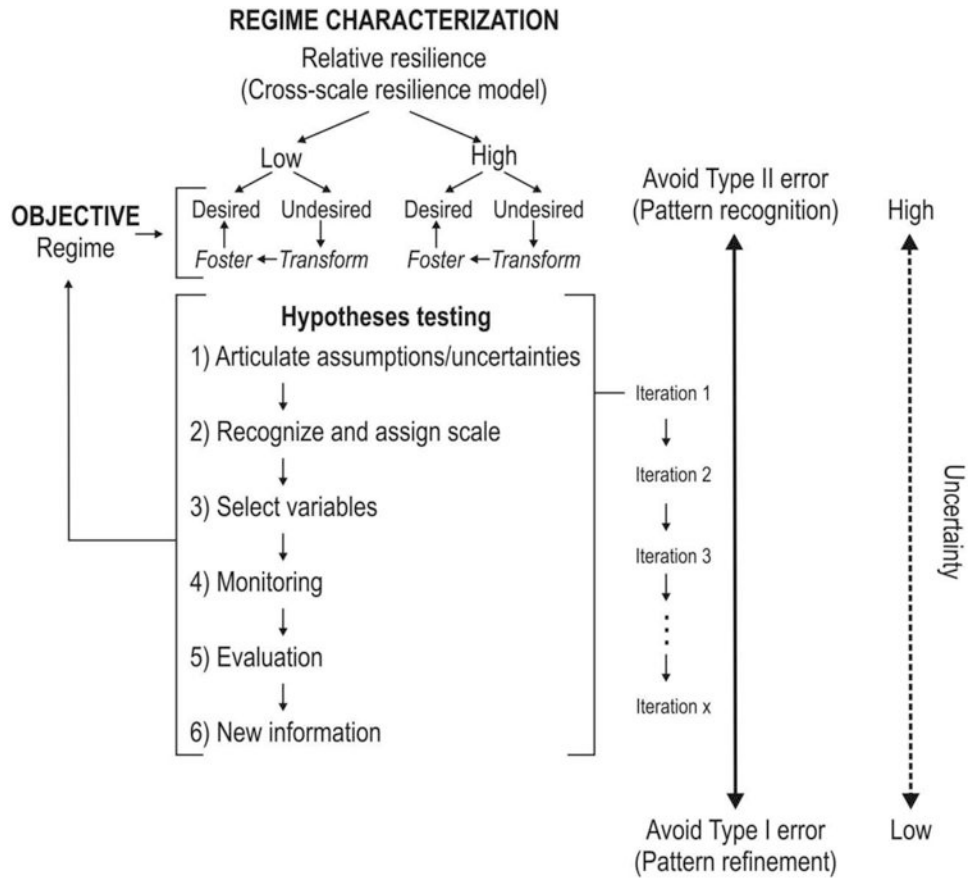 REGIME CHARACTERIZATION
Relative resilience
(Cross-scale resilience model)
Low
High
Desired
Undesired
Desired
Undesired
Foster
Transform
Foster
Transform
OBJECTIVE
Regime
Hypotheses testing
1) Articulate assumptions/uncertainties
2) Recognize and assign scale
3) Select variables
4) Monitoring
5) Evaluation
6) New information
Iteration 1
Iteration 2
Iteration 3
Iteration x
Avoid Type II error
(Pattern recognition)
Avoid Type I error
(Pattern refinement)
High
Uncertainty
Low